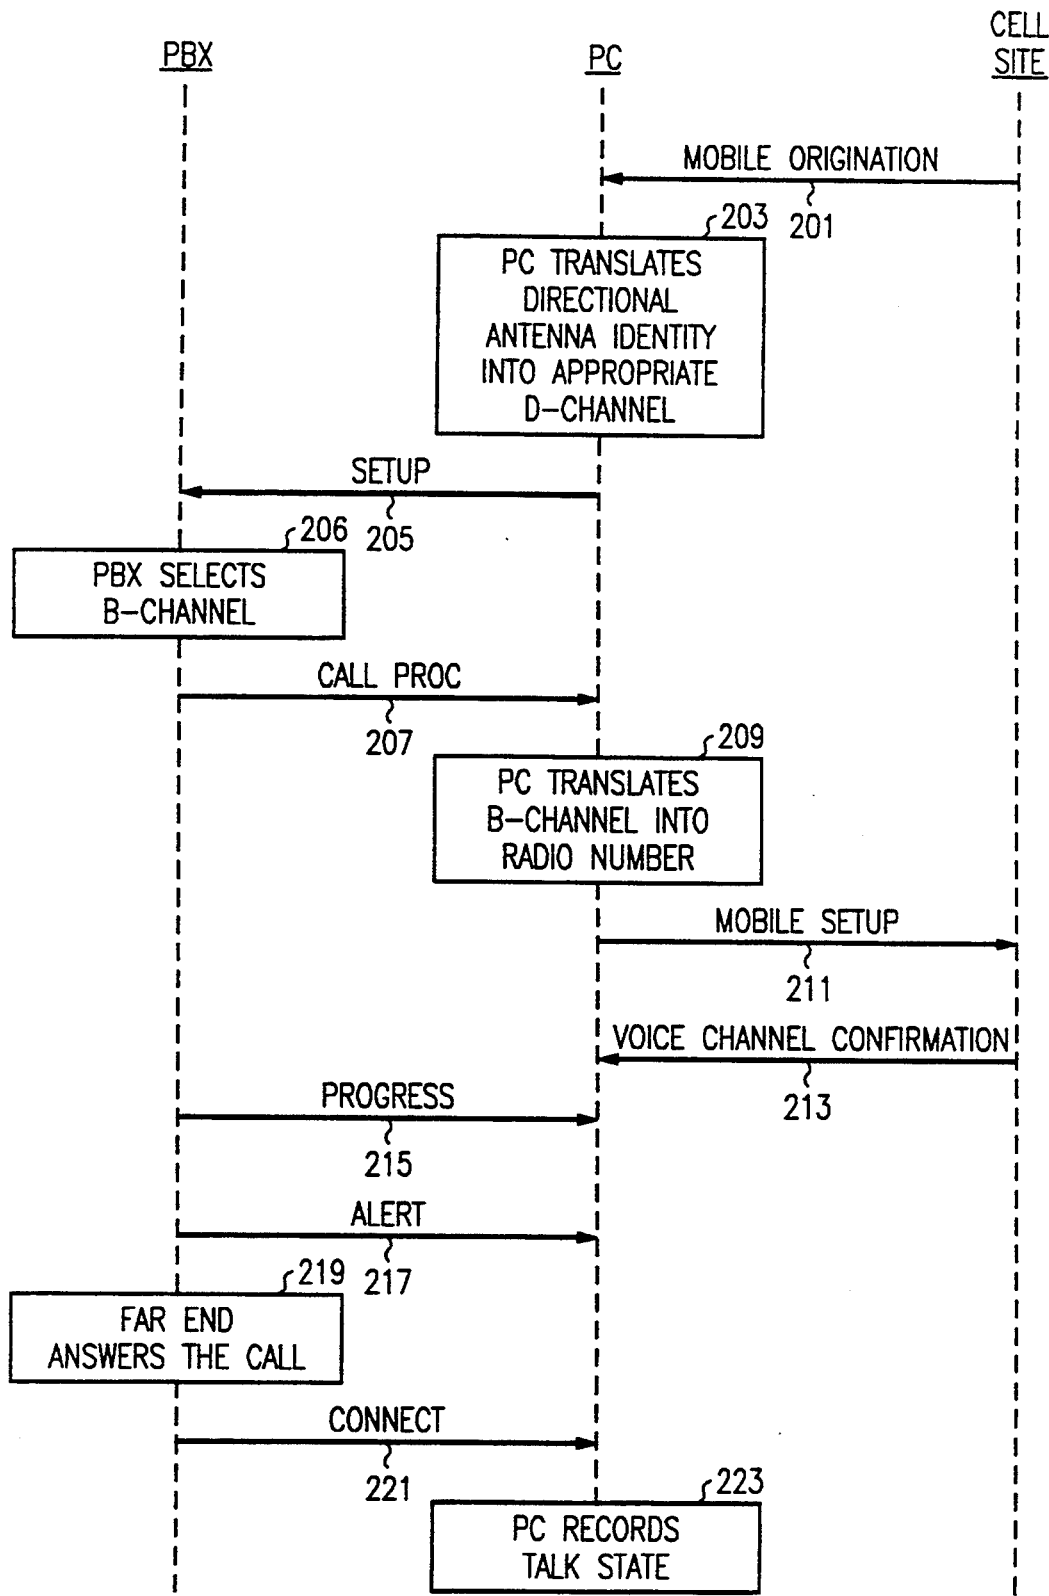 PBX
PC
CELL
SITE
MOBILE ORIGINATION
201
203
PC TRANSLATES
DIRECTIONAL
ANTENNA IDENTITY
INTO APPROPRIATE
D-CHANNEL
SETUP
205
206
PBX SELECTS
B-CHANNEL
CALL PROC
207
209
PC TRANSLATES
B-CHANNEL INTO
RADIO NUMBER
MOBILE SETUP
211
VOICE CHANNEL CONFIRMATION
213
PROGRESS
215
ALERT
217
219
FAR END
ANSWERS THE CALL
CONNECT
221
223
PC RECORDS
TALK STATE